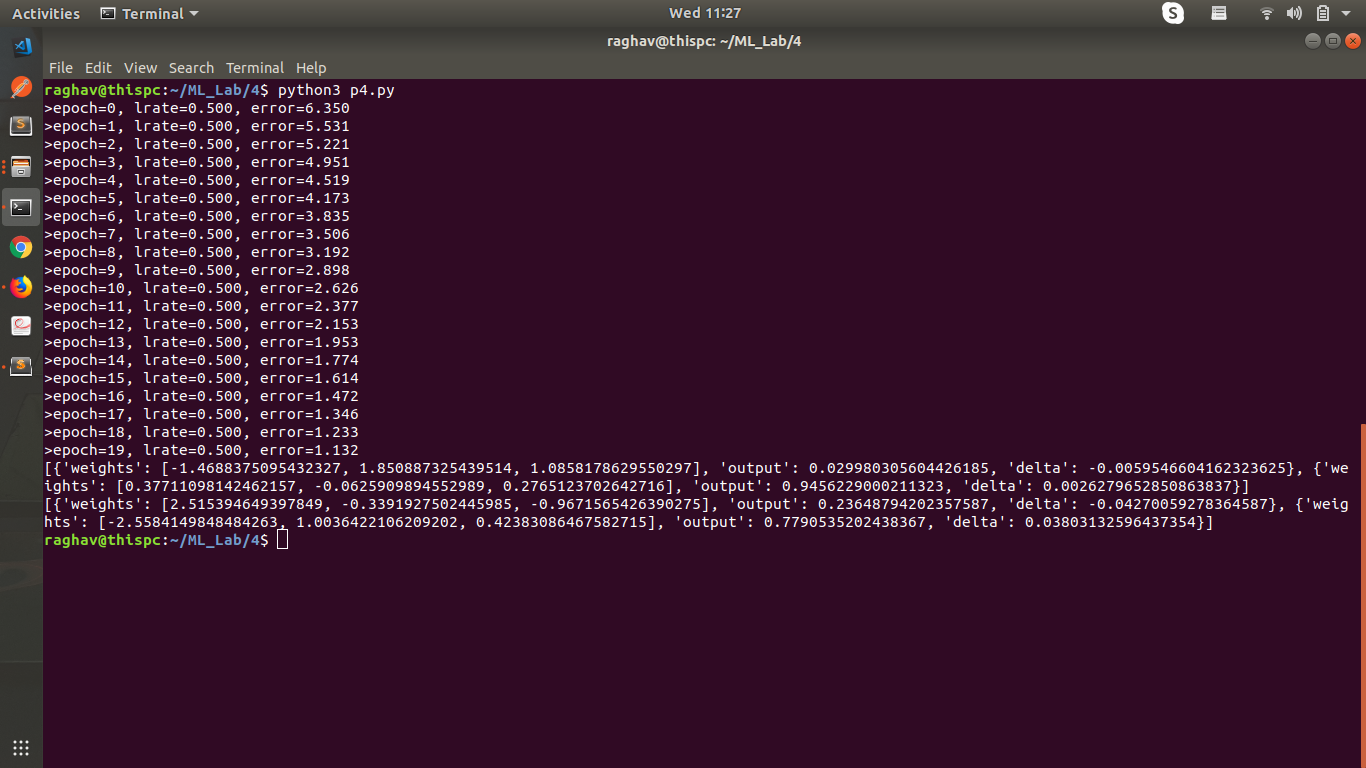 Activities Terminal Wed 11:27
raghav@thispc: ~/ML_Lab/4
File Edit View Search Terminal Help
raghav@thispc:~/ML_Lab/4$ python3 p4.py
>epoch=0, lrate=0.500, error=6.350
>epoch=1, lrate=0.500, error=5.531
>epoch=2, lrate=0.500, error=5.221
>epoch=3, lrate=0.500, error=4.951
>epoch=4, lrate=0.500, error=4.519
>epoch=5, lrate=0.500, error=4.173
>epoch=6, lrate=0.500, error=3.835
>epoch=7, lrate=0.500, error=3.506
>epoch=8, lrate=0.500, error=3.192
>epoch=9, lrate=0.500, error=2.898
>epoch=10, lrate=0.500, error=2.626
>epoch=11, lrate=0.500, error=2.377
>epoch=12, lrate=0.500, error=2.153
>epoch=13, lrate=0.500, error=1.953
>epoch=14, lrate=0.500, error=1.774
>epoch=15, lrate=0.500, error=1.614
>epoch=16, lrate=0.500, error=1.472
>epoch=17, lrate=0.500, error=1.346
>epoch=18, lrate=0.500, error=1.233
>epoch=19, lrate=0.500, error=1.132
[{'weights': [-1.4688375095432327, 1.850887325439514, 1.0858178629550297], 'output': 0.029980305604426185, 'delta': -0.0059546604162323625}, {'we
ights': [0.37711098142462157, -0.0625909894552989, 0.2765123702642716], 'output': 0.9456229000211323, 'delta': 0.0026279652850863837}]
[{'weights': [2.515394649397849, -0.3391927502445985, -0.9671565426390275], 'output': 0.23648794202357587, 'delta': -0.04270059278364587}, {'weig
hts': [-2.5584149848484263, 1.0036422106209202, 0.42383086467582715], 'output': 0.7790535202438367, 'delta': 0.03803132596437354}]
raghav@thispc:~/ML_Lab/4$